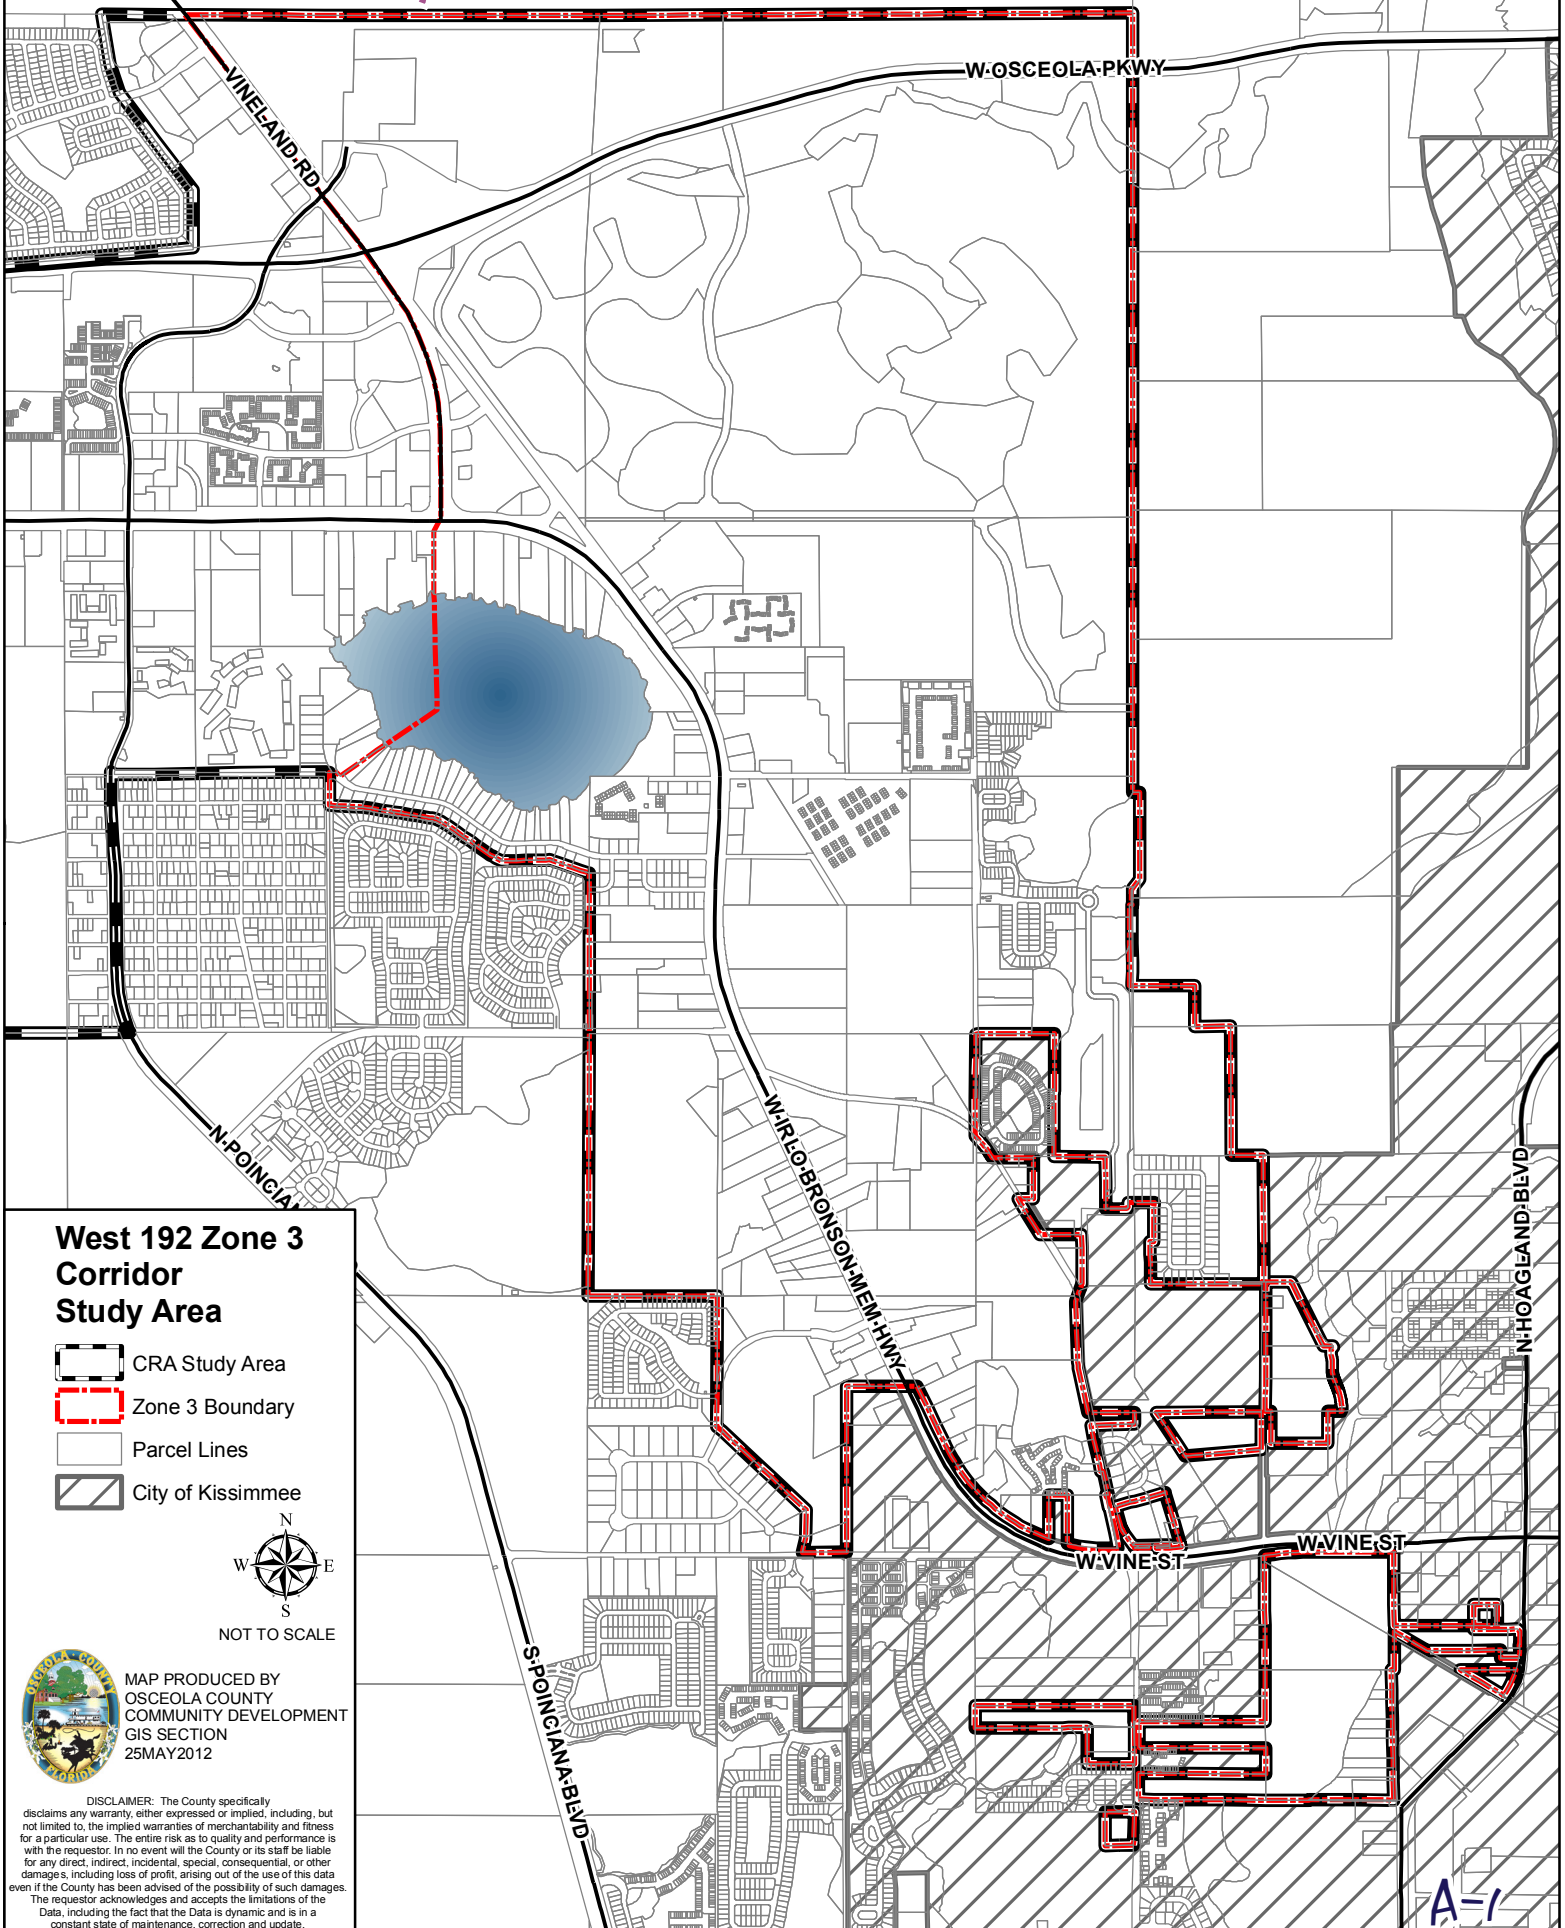 W OSCEOLA PKWY
VINELAND RD
W IRLO BRONSON MEM HWY
N HOAGLAND BLVD
N POINCIA
West 192 Zone 3
Corridor
Study Area
CRA Study Area
Zone 3 Boundary
Parcel Lines
City of Kissimmee
N
W E
S
NOT TO SCALE
W VINE ST
W VINE ST
S POINCIANA BLVD
OSCEOLA COUNTY
FLORIDA
MAP PRODUCED BY
OSCEOLA COUNTY
COMMUNITY DEVELOPMENT
GIS SECTION
25MAY2012
DISCLAIMER: The County specifically
disclaims any warranty, either expressed or implied, including, but
not limited to, the implied warranties of merchantability and fitness
for a particular use. The entire risk as to quality and performance is
with the requestor. In no event will the County or its staff be liable
for any direct, indirect, incidental, special, consequential, or other
damages, including loss of profit, arising out of the use of this data
even if the County has been advised of the possibility of such damages.
The requestor acknowledges and accepts the limitations of the
Data, including the fact that the Data is dynamic and is in a
constant state of maintenance, correction and update.
A-1